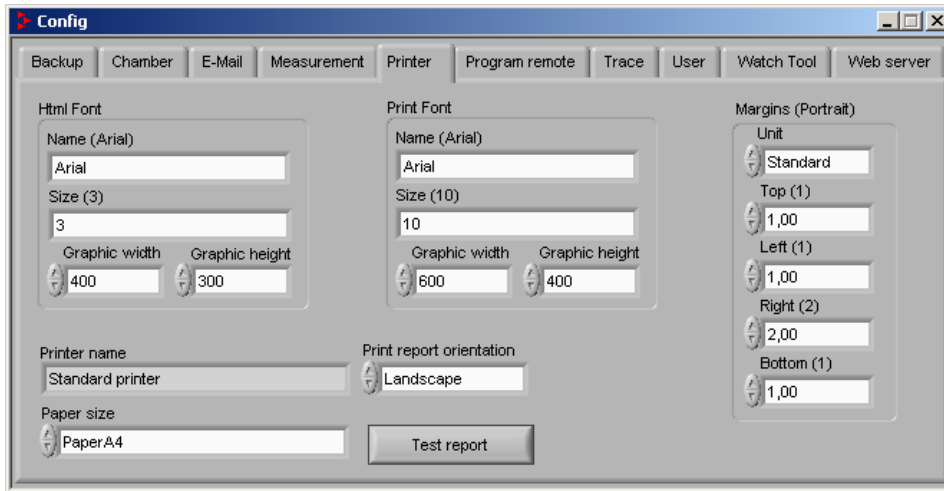 Config
Backup Chamber E-Mail Measurement Printer Program remote Trace User Watch Tool Web server
Html Font
Name (Arial)
Arial
Size (3)
3
Graphic width Graphic height
400 300
Print Font
Name (Arial)
Arial
Size (10)
10
Graphic width Graphic height
600 400
Margins (Portrait)
Unit
Standard
Top (1)
1,00
Left (1)
1,00
Right (2)
2,00
Bottom (1)
1,00
Printer name
Standard printer
Print report orientation
Landscape
Paper size
PaperA4
Test report